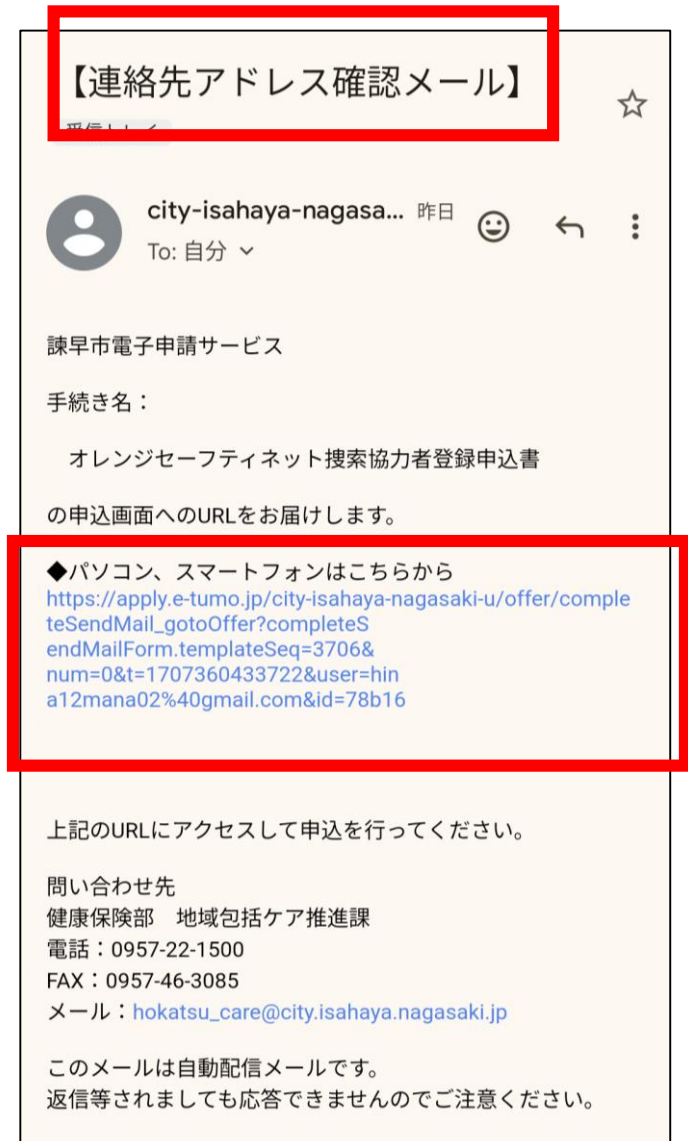 【連絡先アドレス確認メール】
city-isahaya-nagasa... 昨日
To: 自分
諫早市電子申請サービス
手続き名：
オレンジセーフティネット捜索協力者登録申込書
の申込画面へのURLをお届けします。
◆パソコン、スマートフォンはこちらから
https://apply.e-tumo.jp/city-isahaya-nagasaki-u/offer/comple
teSendMail_gotoOffer?completeS
endMailForm.templateSeq=3706&
num=0&t=1707360433722&user=hin
a12mana02%40gmail.com&id=78b16
上記のURLにアクセスして申込を行ってください。
問い合わせ先
健康保険部　地域包括ケア推進課
電話：0957-22-1500
FAX：0957-46-3085
メール：hokatsu_care@city.isahaya.nagasaki.jp
このメールは自動配信メールです。
返信等されましても応答できませんのでご注意ください。